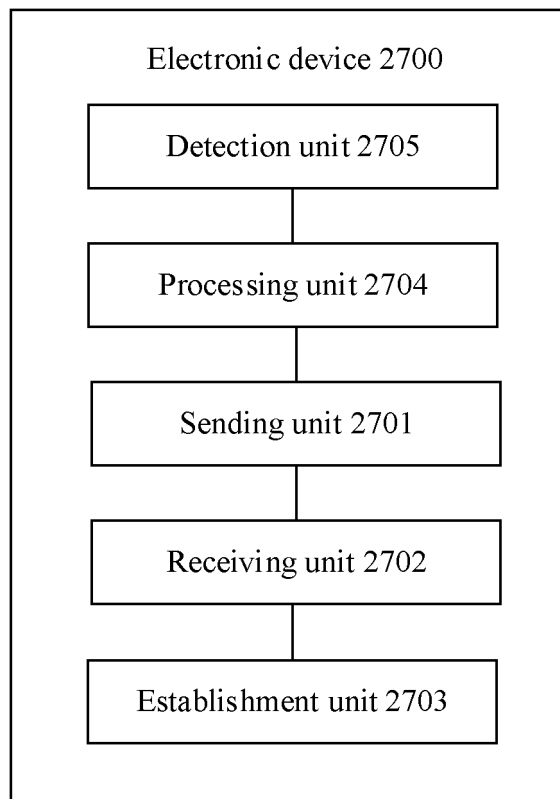 Electronic device 2700
Detection unit 2705
Processing unit 2704
Sending unit 2701
Receiving unit 2702
Establishment unit 2703